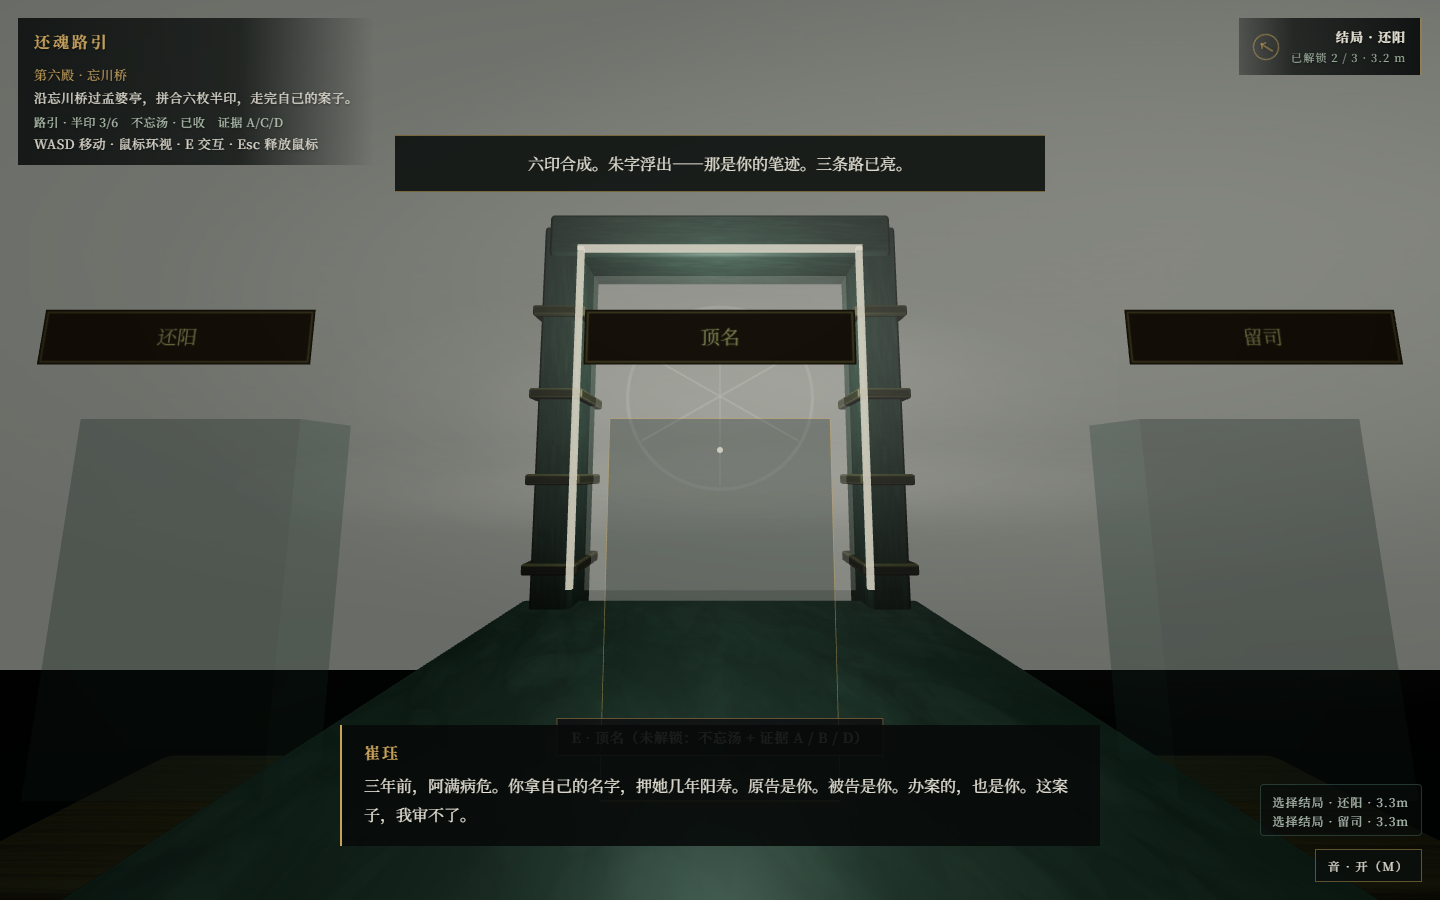 还魂路引
第六殿 · 忘川桥
沿忘川桥过孟婆亭，拼合六枚半印，走完自己的案子。
路引 · 半印 3/6 不忘汤 · 已收 证据 A/C/D
WASD 移动 · 鼠标环视 · E 交互 · Esc 释放鼠标
结局 · 还阳
已解锁 2 / 3 · 3.2 m
六印合成。朱字浮出——那是你的笔迹。三条路已亮。
还阳
顶名
留司
E · 顶名（未解锁：不忘汤 + 证据 A / B / D）
崔珏
三年前，阿满病危。你拿自己的名字，押她几年阳寿。原告是你。被告是你。办案的，也是你。这案
子，我审不了。
选择结局 · 还阳 · 3.3m
选择结局 · 留司 · 3.3m
音 · 开（M）